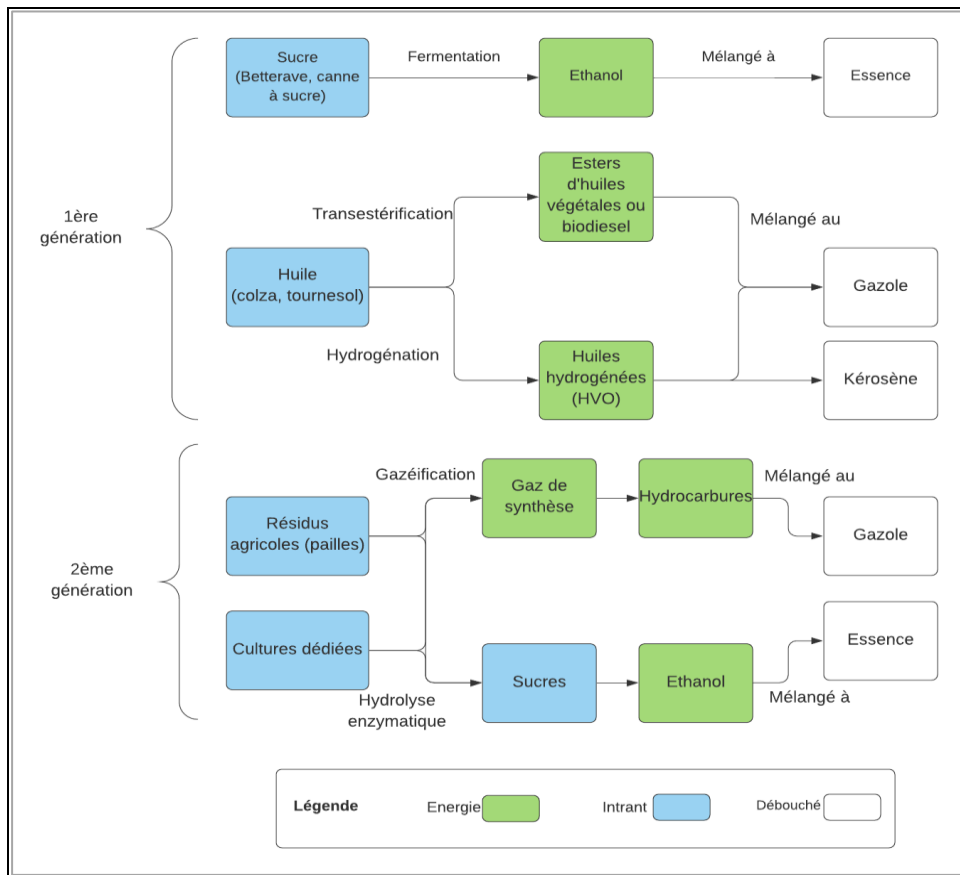 Sucre
(Betterave, canne
à sucre)
Fermentation
Ethanol
Mélangé à
Essence
1ère
génération
Transestérification
Esters
d'huiles
végétales ou
biodiesel
Mélangé au
Huile
(colza, tournesol)
Gazole
Hydrogénation
Huiles
hydrogénées
(HVO)
Kérosène
2ème
génération
Gazéification
Gaz de
synthèse
Hydrocarbures
Mélangé au
Résidus
agricoles (pailles)
Gazole
Cultures dédiées
Hydrolyse
enzymatique
Sucres
Ethanol
Mélangé à
Essence
Légende
Energie
Intrant
Débouché